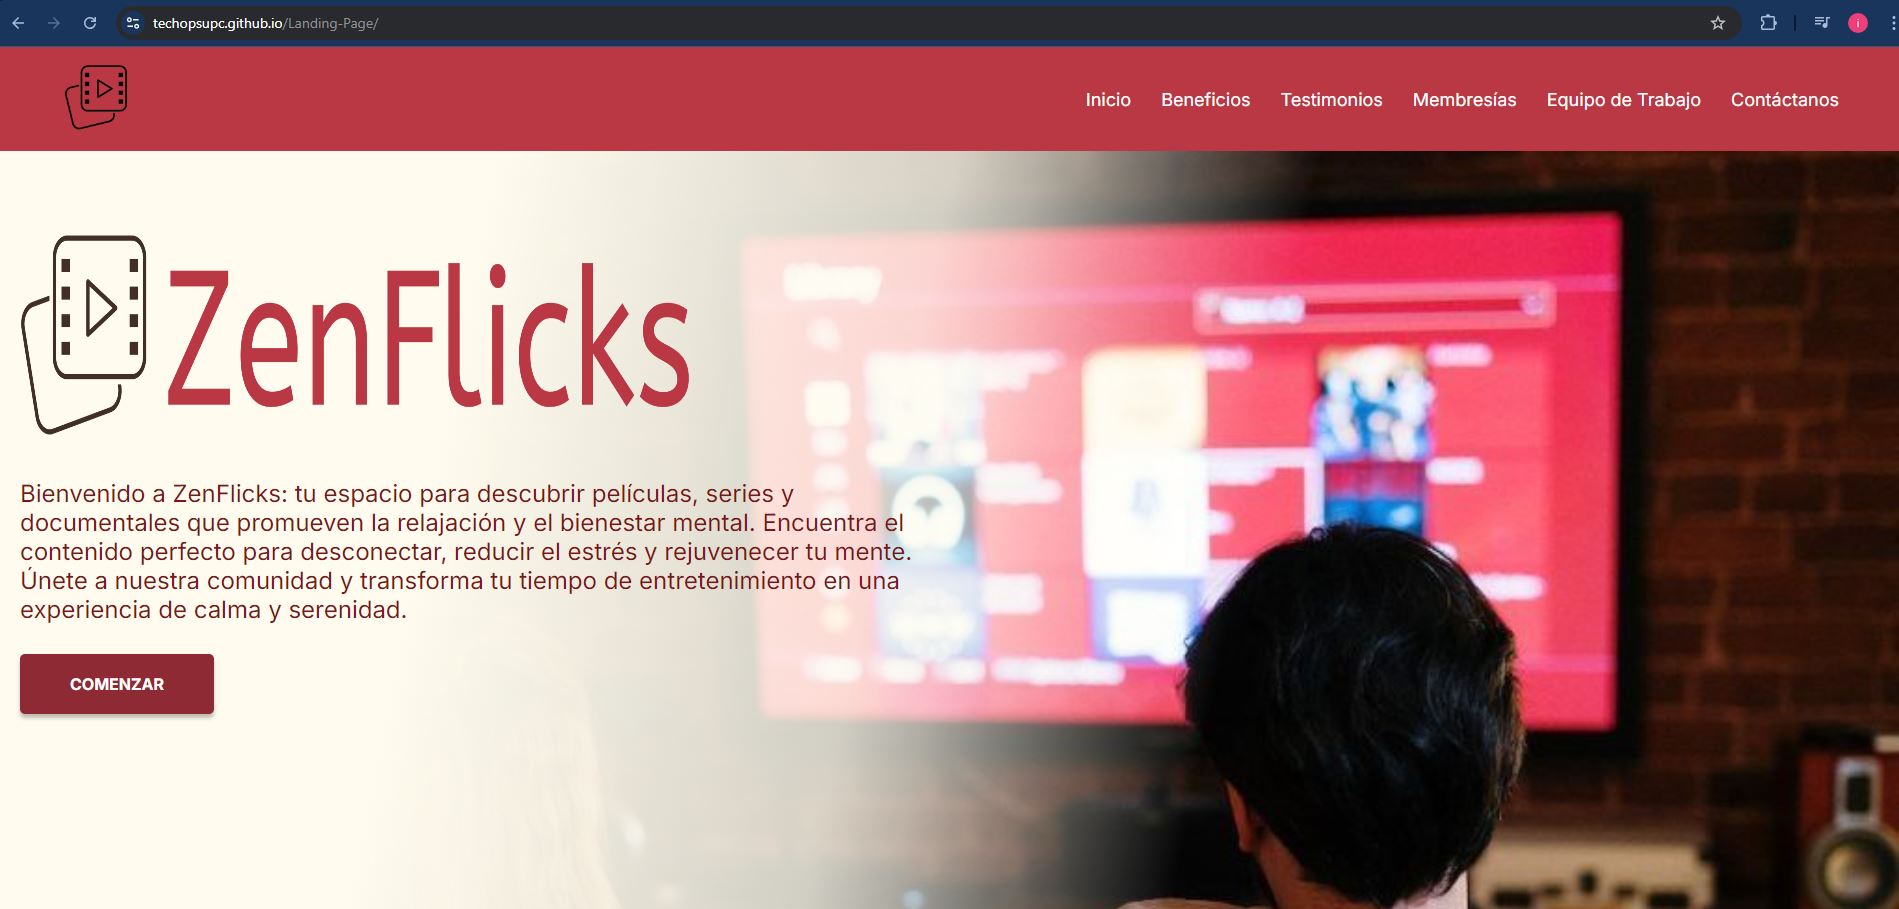 techopsupc.github.io/Landing-Page/
i
Inicio Beneficios Testimonios Membresías Equipo de Trabajo Contáctanos
ZenFlicks
Bienvenido a ZenFlicks: tu espacio para descubrir películas, series y
documentales que promueven la relajación y el bienestar mental. Encuentra el
contenido perfecto para desconectar, reducir el estrés y rejuvenecer tu mente.
Únete a nuestra comunidad y transforma tu tiempo de entretenimiento en una
experiencia de calma y serenidad.
COMENZAR